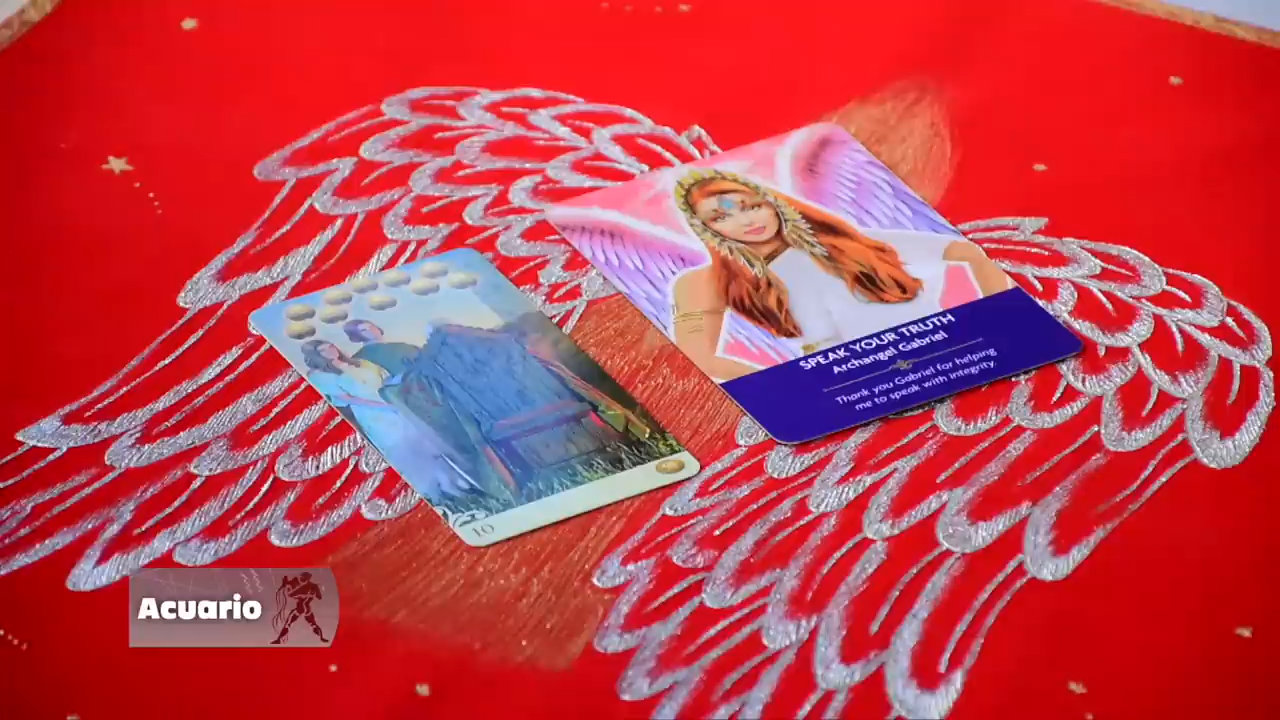 SPEAK YOUR TRUTH
Archangel Gabriel
Thank you Gabriel for helping
me to speak with integrity.
10
Acuario